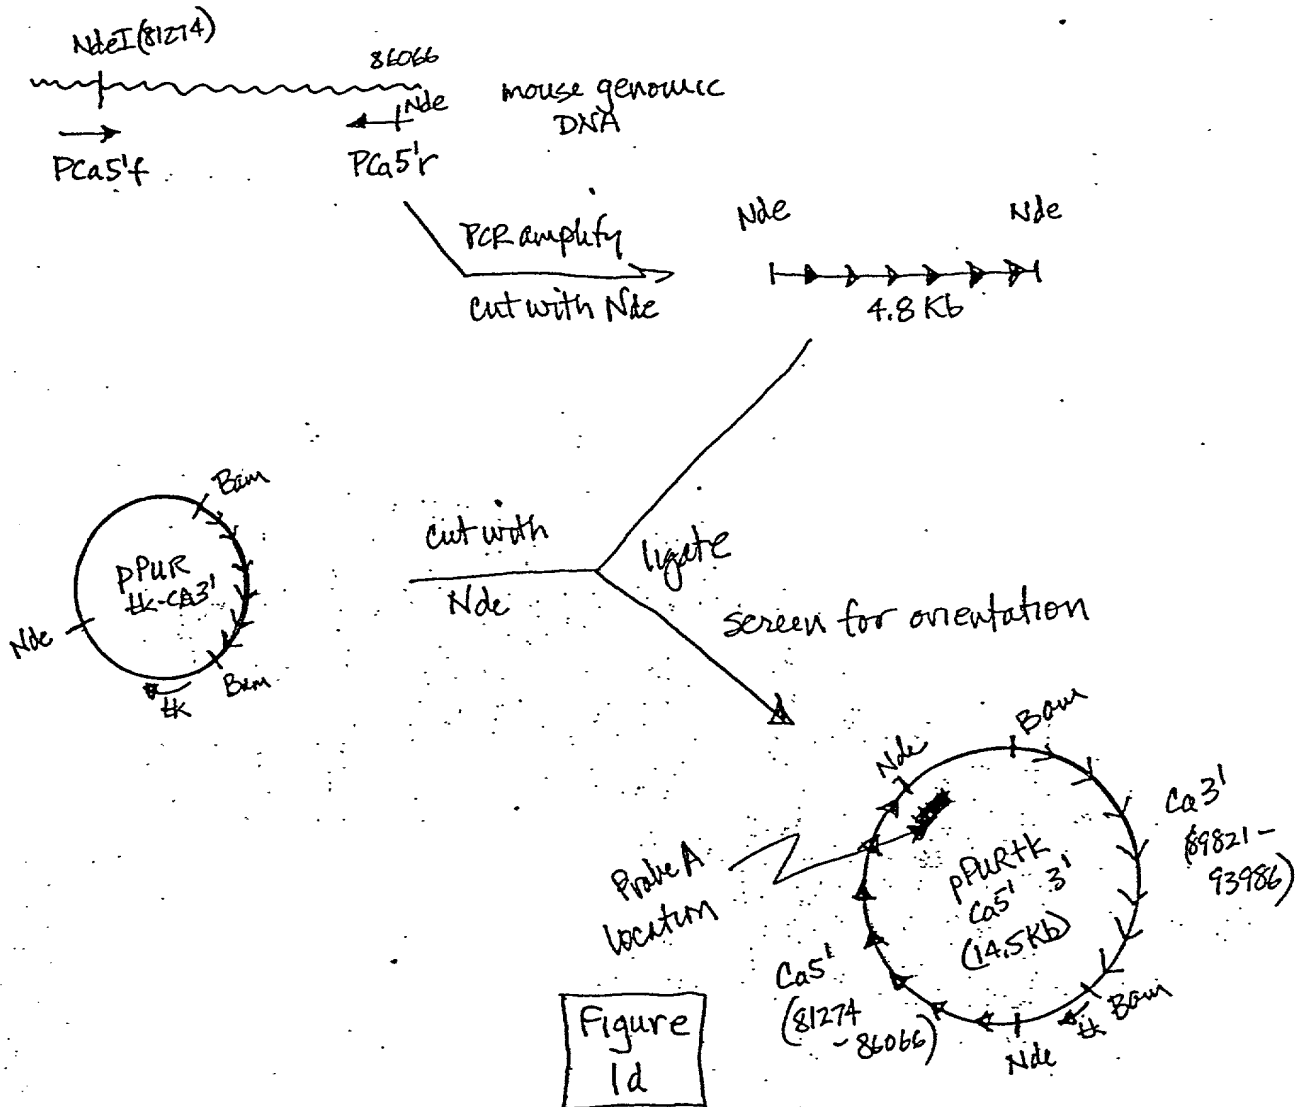 NdeI(81274)
86066
Nde
mouse genomic
DNA
PCa5'f
PCa5'r
PCR amplify
cut with Nde
Nde
Nde
4.8 Kb
Bam
pPUR
tk-CA3'
Nde
Bam
tk
cut with
Nde
ligate
screen for orientation
Nde
Bam
Ca3'
(89821-
93986)
Probe A
location
pPURtk
Ca5' 3'
(14.5Kb)
Ca5'
(81274
- 86066)
Bam
tk
Nde
Figure
1d